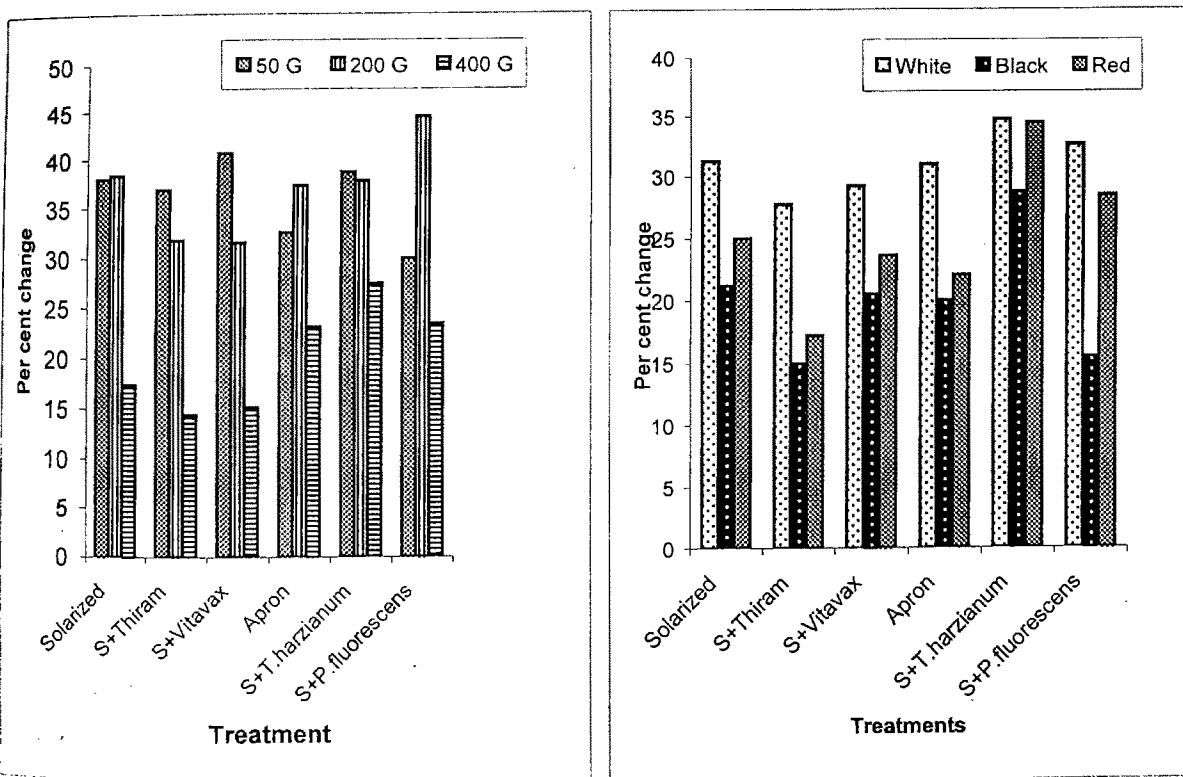 50 G 200 G 400 G
50
45
40
35
30
25
20
15
10
5
0
Per cent change
Solarized
S+Thiram
S+Vitavax
Apron
S+T.harzianum
S+P.fluorescens
Treatment
White Black Red
40
35
30
25
20
15
10
5
0
Per cent change
Solarized
S+Thiram
S+Vitavax
Apron
S+T.harzianum
S+P.fluorescens
Treatments